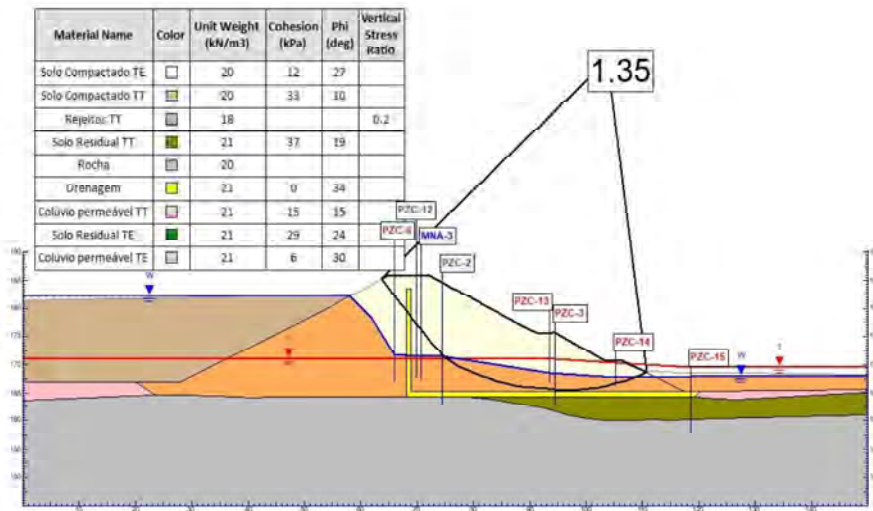 Material Name Color Unit Weight (kN/m3) Cohesion (kPa) Phi (deg) Vertical Stress Ratio
Solo Compactado TE 20 12 27
Solo Compactado TT 20 33 10
Rejeitos TT 18 0.2
Solo Residual TT 21 37 19
Rocha 20
Drenagem 21 0 34
Colúvio permeável TT 21 15 15
Solo Residual TE 21 29 24
Colúvio permeável TE 21 6 30
1.35
PZC-12
PZC-6
MNA-3
PZC-2
PZC-13
PZC-3
PZC-14
PZC-15
W
W